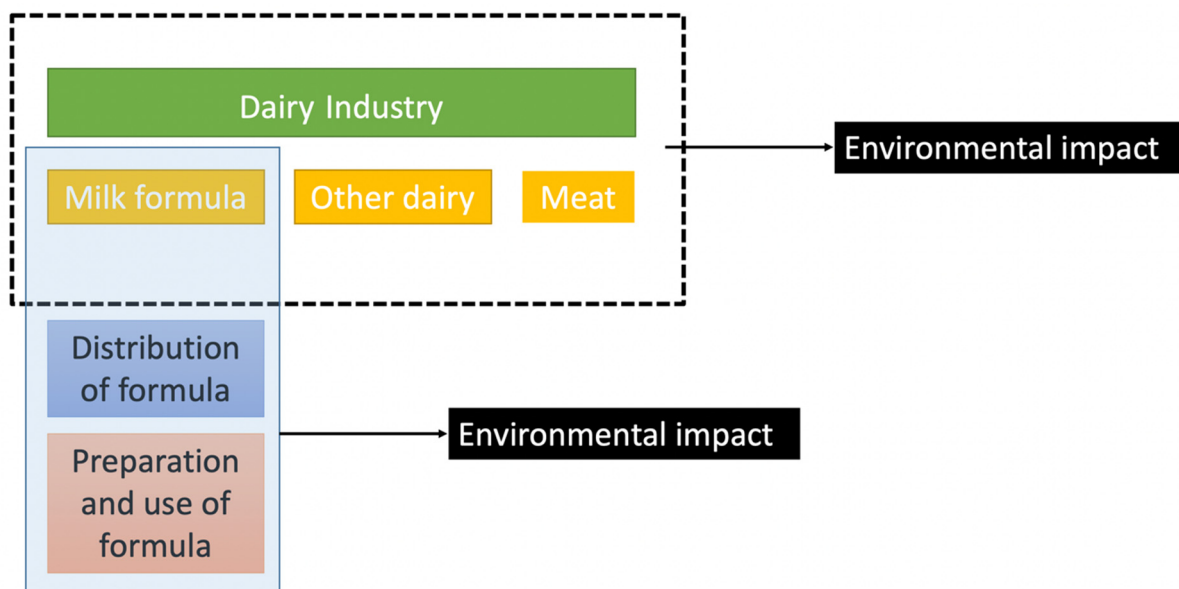 Dairy Industry
Environmental impact
Milk formula
Other dairy
Meat
Distribution
of formula
Environmental impact
Preparation
and use of
formula